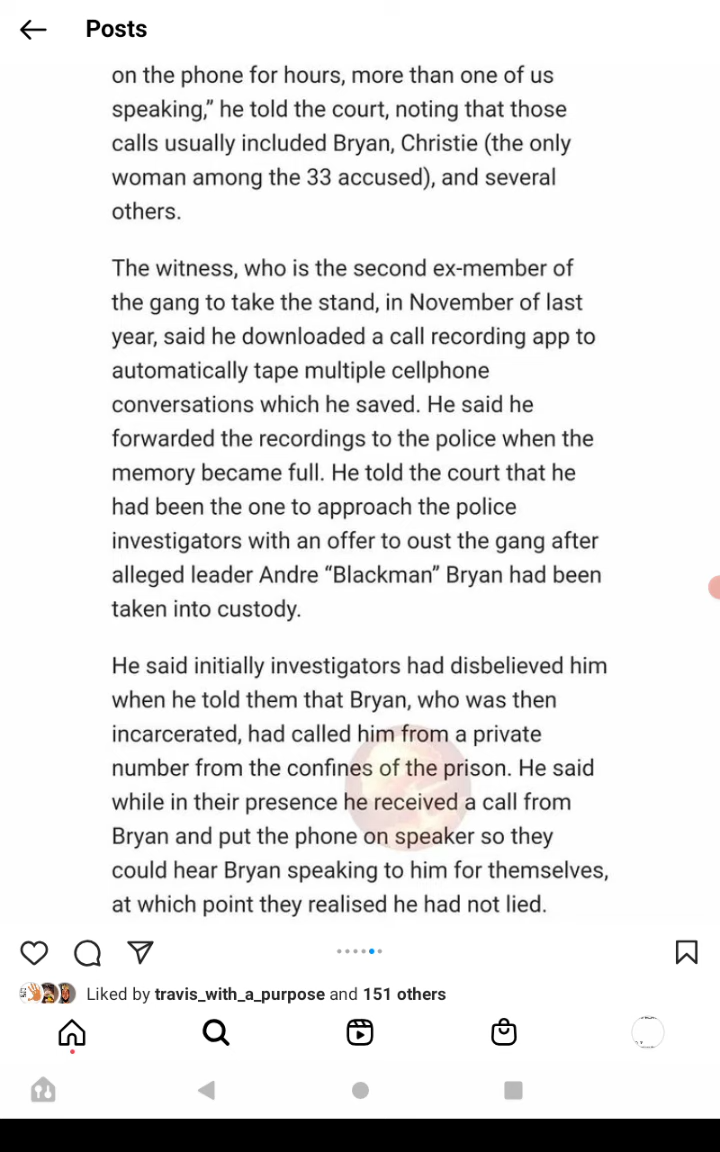 Posts
on the phone for hours, more than one of us
speaking,” he told the court, noting that those
calls usually included Bryan, Christie (the only
woman among the 33 accused), and several
others.
The witness, who is the second ex-member of
the gang to take the stand, in November of last
year, said he downloaded a call recording app to
automatically tape multiple cellphone
conversations which he saved. He said he
forwarded the recordings to the police when the
memory became full. He told the court that he
had been the one to approach the police
investigators with an offer to oust the gang after
alleged leader Andre “Blackman” Bryan had been
taken into custody.
He said initially investigators had disbelieved him
when he told them that Bryan, who was then
incarcerated, had called him from a private
number from the confines of the prison. He said
while in their presence he received a call from
Bryan and put the phone on speaker so they
could hear Bryan speaking to him for themselves,
at which point they realised he had not lied.
Liked by travis_with_a_purpose and 151 others